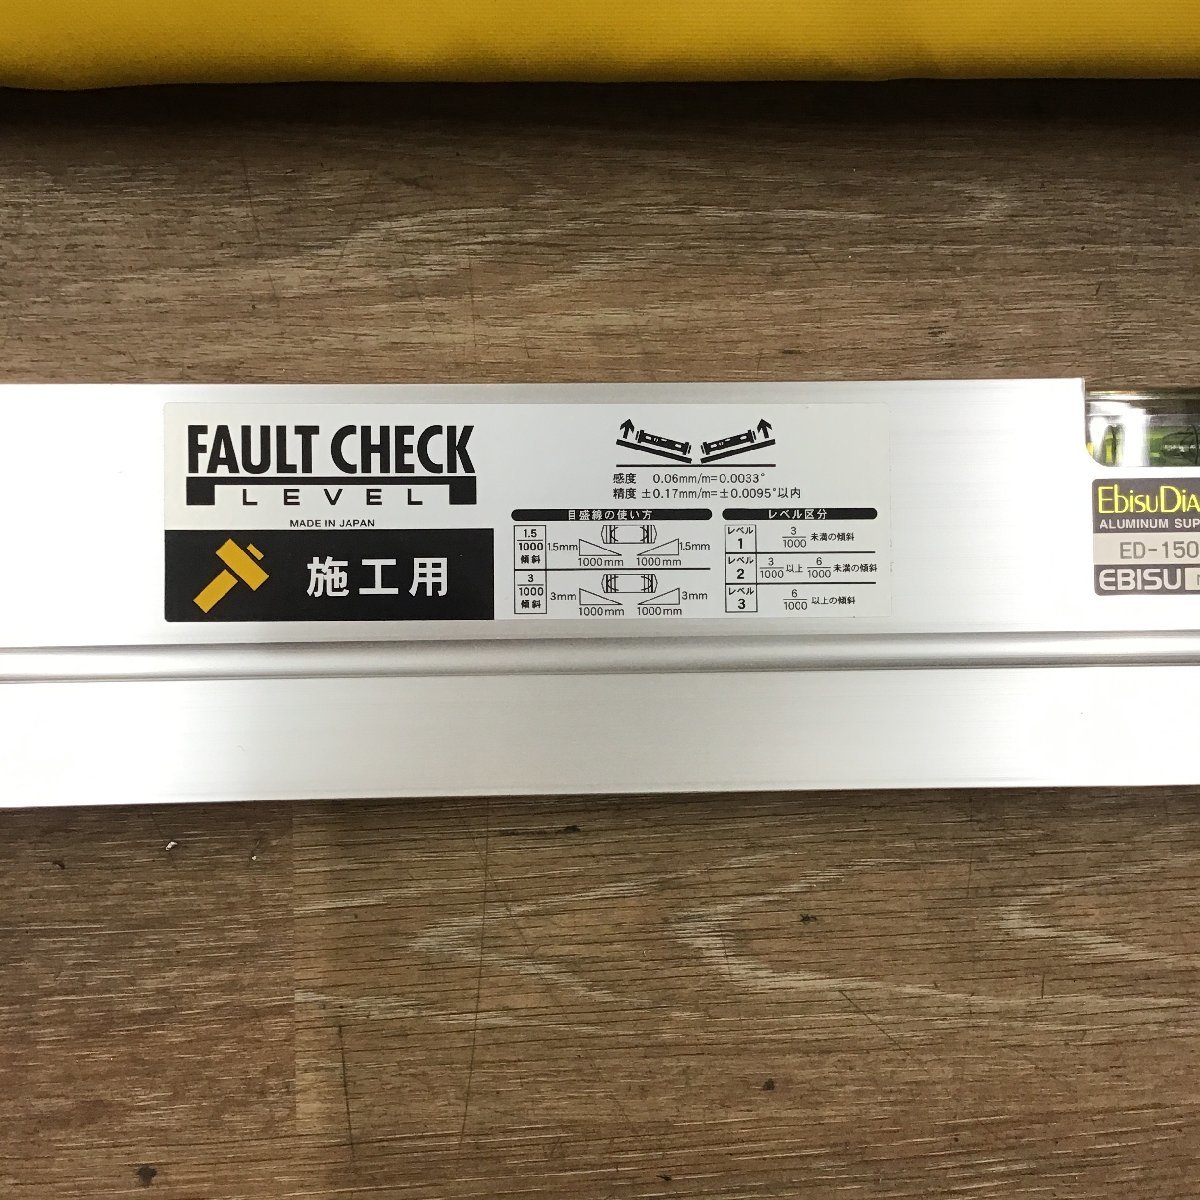 FAULT CHECK
LEVEL
MADE IN JAPAN
施工用
感度 0.06mm/m=0.0033°
精度 ±0.17mm/m=±0.0095°以内
目盛線の使い方
1.5
1000
傾斜
1.5mm
1.5mm
1000mm
1000mm
3
1000
傾斜
3mm
3mm
1000mm
1000mm
レベル区分
レベル
1
3/1000 未満の傾斜
レベル
2
3/1000 以上 6/1000 未満の傾斜
レベル
3
6/1000 以上の傾斜
EbisuDIA
ALUMINUM SUP
ED-150
EBISU